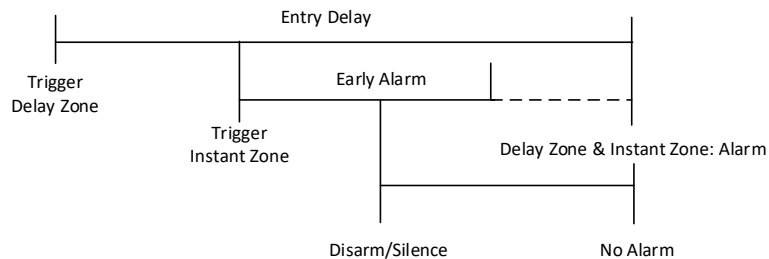 Entry Delay
Trigger
Delay Zone
Early Alarm
Trigger
Instant Zone
Delay Zone & Instant Zone: Alarm
Disarm/Silence
No Alarm